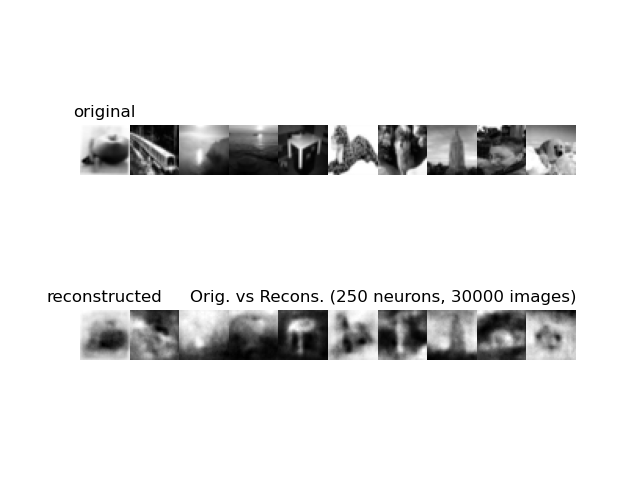 original
reconstructed
Orig. vs Recons. (250 neurons, 30000 images)